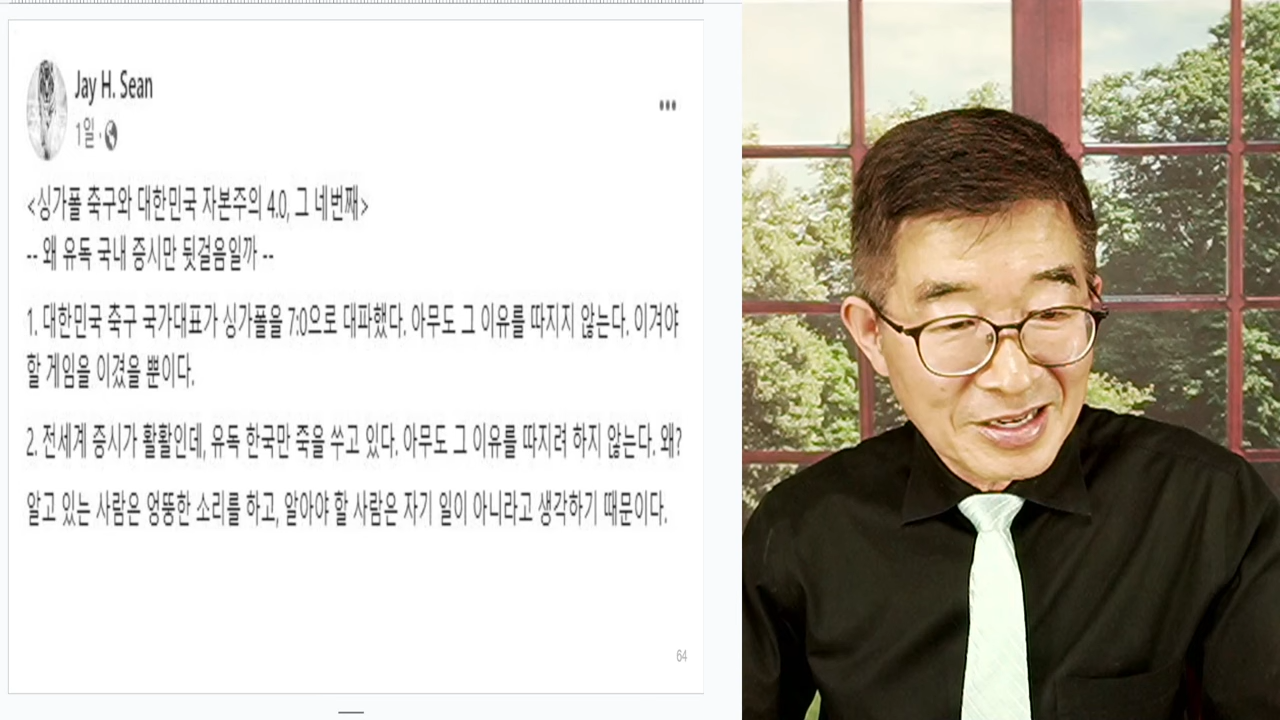 Jay H. Sean
1일 ·
<싱가폴 축구와 대한민국 자본주의 4.0, 그 네번째>
-- 왜 유독 국내 증시만 뒷걸음일까 --
1. 대한민국 축구 국가대표가 싱가폴을 7:0으로 대파했다. 아무도 그 이유를 따지지 않는다. 이겨야
할 게임을 이겼을 뿐이다.
2. 전세계 증시가 활활인데, 유독 한국만 죽을 쑤고 있다. 아무도 그 이유를 따지려 하지 않는다. 왜?
알고 있는 사람은 엉뚱한 소리를 하고, 알아야 할 사람은 자기 일이 아니라고 생각하기 때문이다.
64